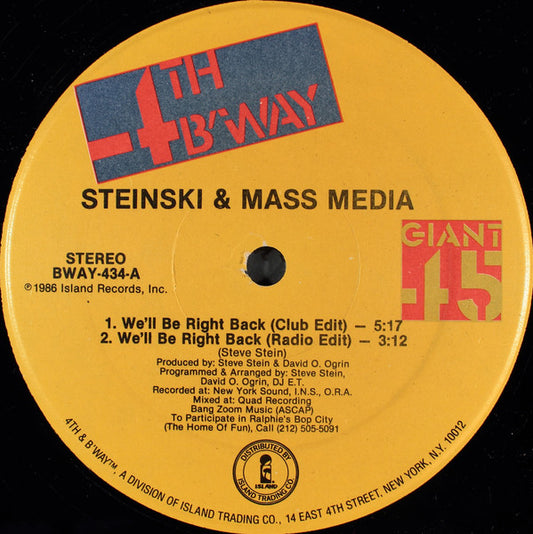 4TH
B'WAY
STEINSKI & MASS MEDIA
GIANT
45
STEREO
BWAY-434-A
℗1986 Island Records, Inc.
1. We'll Be Right Back (Club Edit) — 5:17
2. We'll Be Right Back (Radio Edit) — 3:12
(Steve Stein)
Produced by: Steve Stein & David O. Ogrin
Programmed & Arranged by: Steve Stein,
David O. Ogrin, DJ E.T.
Recorded at: New York Sound, I.N.S., O.R.A.
Mixed at: Quad Recording
Bang Zoom Music (ASCAP)
To Participate in Ralphie's Bop City
(The Home Of Fun), Call (212) 505-5091
DISTRIBUTED BY
ISLAND
ISLAND TRADING CO.
4TH & B'WAY™, A DIVISION OF ISLAND TRADING CO., 14 EAST 4TH STREET, NEW YORK, N.Y. 10012